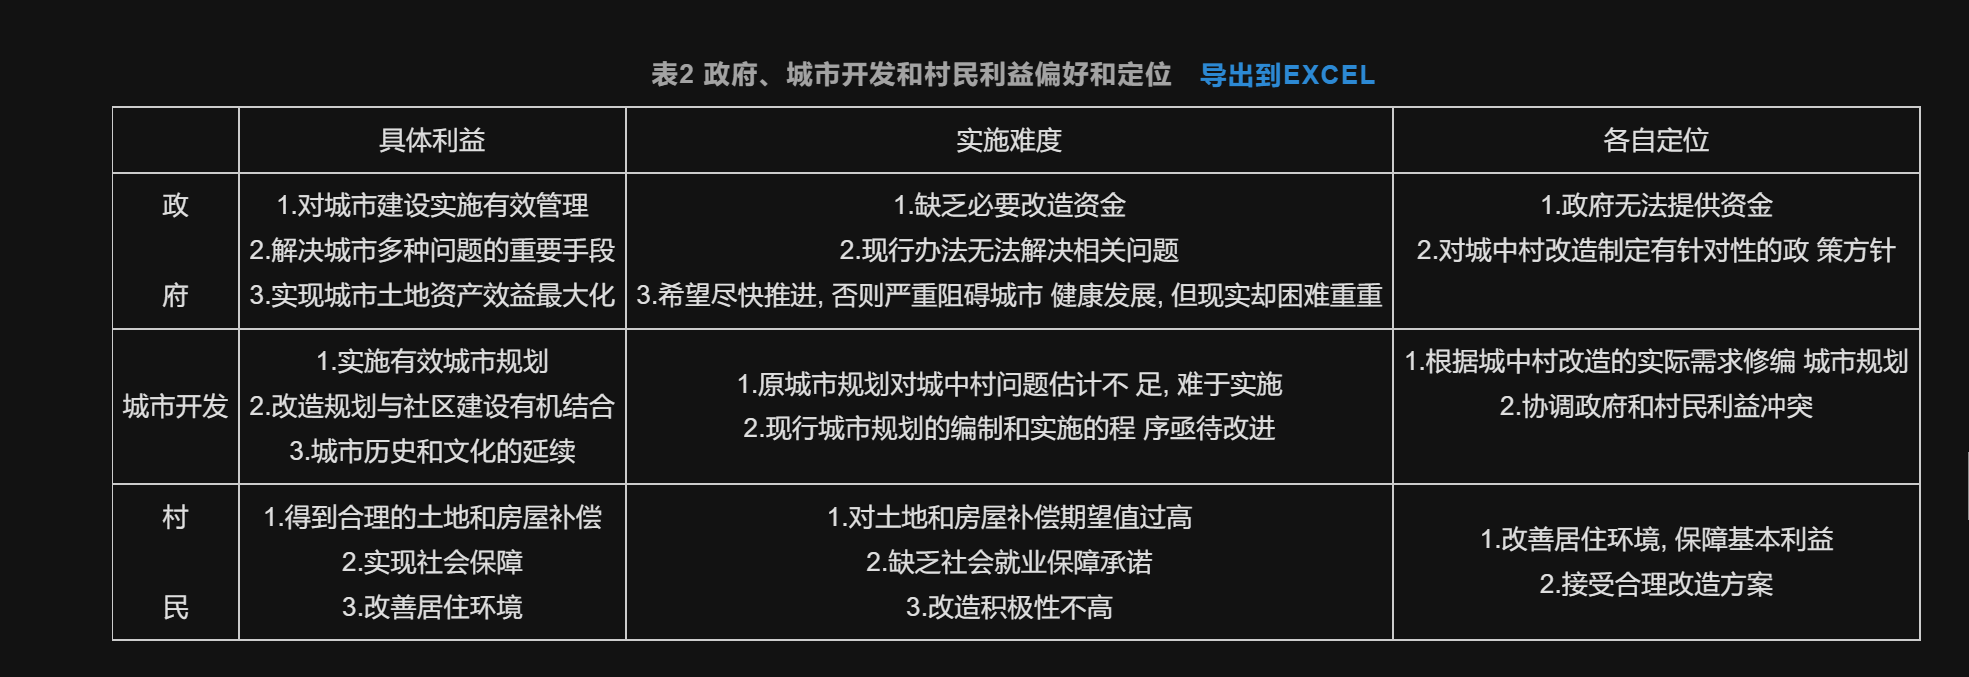 表2 政府、城市开发和村民利益偏好和定位 导出到EXCEL
具体利益 实施难度 各自定位
政
府
1.对城市建设实施有效管理
2.解决城市多种问题的重要手段
3.实现城市土地资产效益最大化
1.缺乏必要改造资金
2.现行办法无法解决相关问题
3.希望尽快推进, 否则严重阻碍城市 健康发展, 但现实却困难重重
1.政府无法提供资金
2.对城中村改造制定有针对性的政 策方针
城市开发
1.实施有效城市规划
2.改造规划与社区建设有机结合
3.城市历史和文化的延续
1.原城市规划对城中村问题估计不 足, 难于实施
2.现行城市规划的编制和实施的程 序亟待改进
1.根据城中村改造的实际需求修编 城市规划
2.协调政府和村民利益冲突
村
民
1.得到合理的土地和房屋补偿
2.实现社会保障
3.改善居住环境
1.对土地和房屋补偿期望值过高
2.缺乏社会就业保障承诺
3.改造积极性不高
1.改善居住环境, 保障基本利益
2.接受合理改造方案